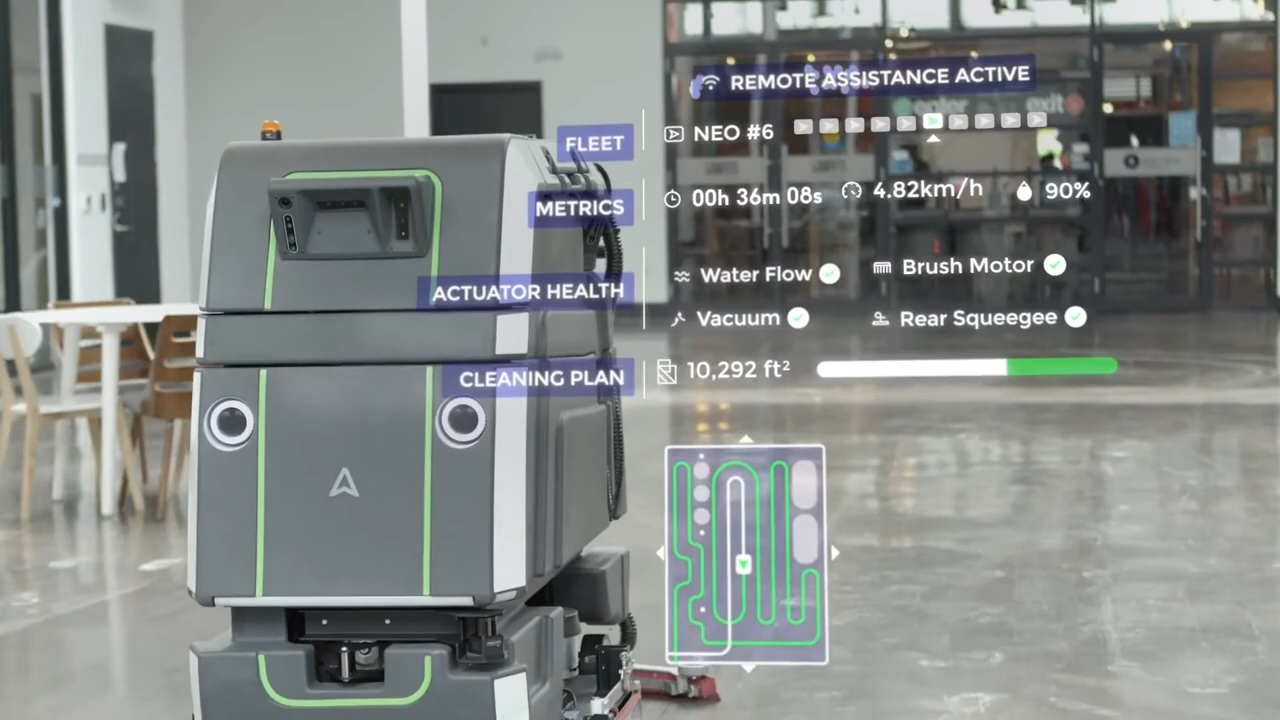 REMOTE ASSISTANCE ACTIVE
enter
exit
FLEET
NEO #6
METRICS
00h 36m 08s
4.82km/h
90%
ACTUATOR HEALTH
Water Flow
Brush Motor
Vacuum
Rear Squeegee
CLEANING PLAN
10,292 ft²